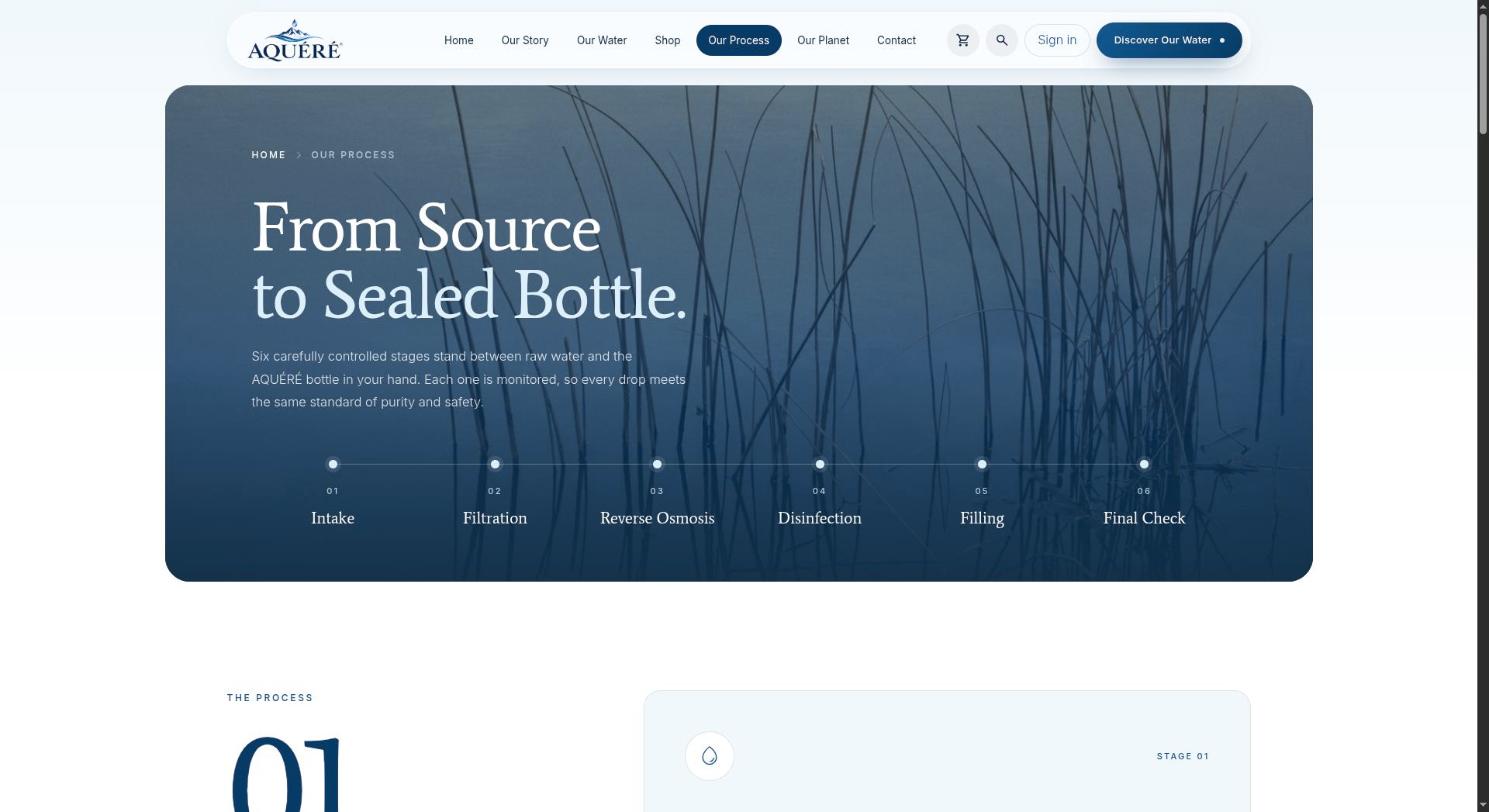 AQUÉRÉ
Home
Our Story
Our Water
Shop
Our Process
Our Planet
Contact
Sign in
Discover Our Water
HOME
OUR PROCESS
From Source
to Sealed Bottle.
Six carefully controlled stages stand between raw water and the
AQUÉRÉ bottle in your hand. Each one is monitored, so every drop meets
the same standard of purity and safety.
01
Intake
02
Filtration
03
Reverse Osmosis
04
Disinfection
05
Filling
06
Final Check
THE PROCESS
01
STAGE 01